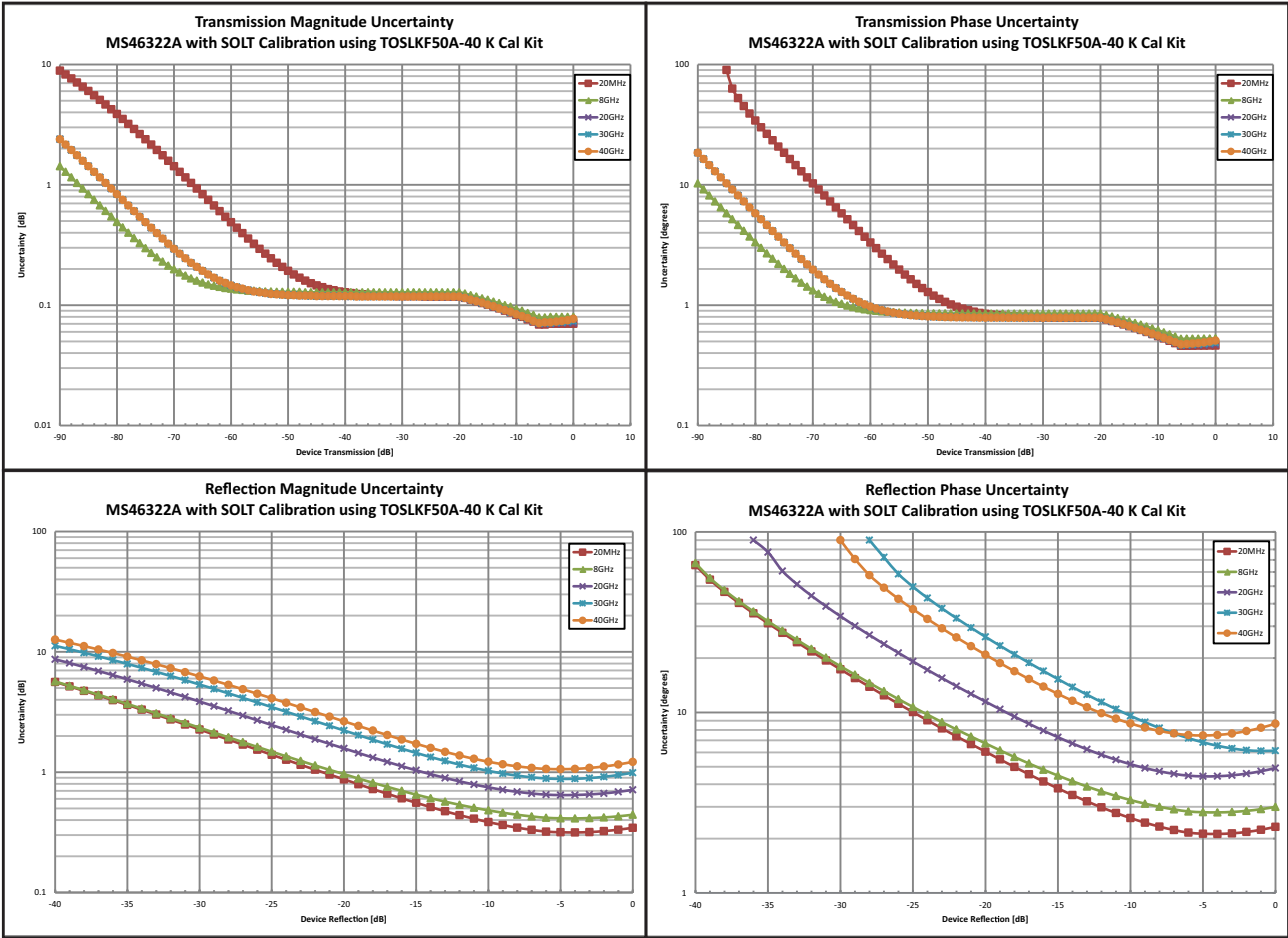 Transmission Magnitude Uncertainty
MS46322A with SOLT Calibration using TOSLKF50A-40 K Cal Kit
10
1
0.1
0.01
Uncertainty [dB]
-90 -80 -70 -60 -50 -40 -30 -20 -10 0 10
Device Transmission [dB]
20MHz
8GHz
20GHz
30GHz
40GHz
Transmission Phase Uncertainty
MS46322A with SOLT Calibration using TOSLKF50A-40 K Cal Kit
100
10
1
0.1
Uncertainty [degrees]
-90 -80 -70 -60 -50 -40 -30 -20 -10 0 10
Device Transmission [dB]
20MHz
8GHz
20GHz
30GHz
40GHz
Reflection Magnitude Uncertainty
MS46322A with SOLT Calibration using TOSLKF50A-40 K Cal Kit
100
10
1
0.1
Uncertainty [dB]
-40 -35 -30 -25 -20 -15 -10 -5 0
Device Reflection [dB]
20MHz
8GHz
20GHz
30GHz
40GHz
Reflection Phase Uncertainty
MS46322A with SOLT Calibration using TOSLKF50A-40 K Cal Kit
100
10
1
Uncertainty [degrees]
-40 -35 -30 -25 -20 -15 -10 -5 0
Device Reflection [dB]
20MHz
8GHz
20GHz
30GHz
40GHz